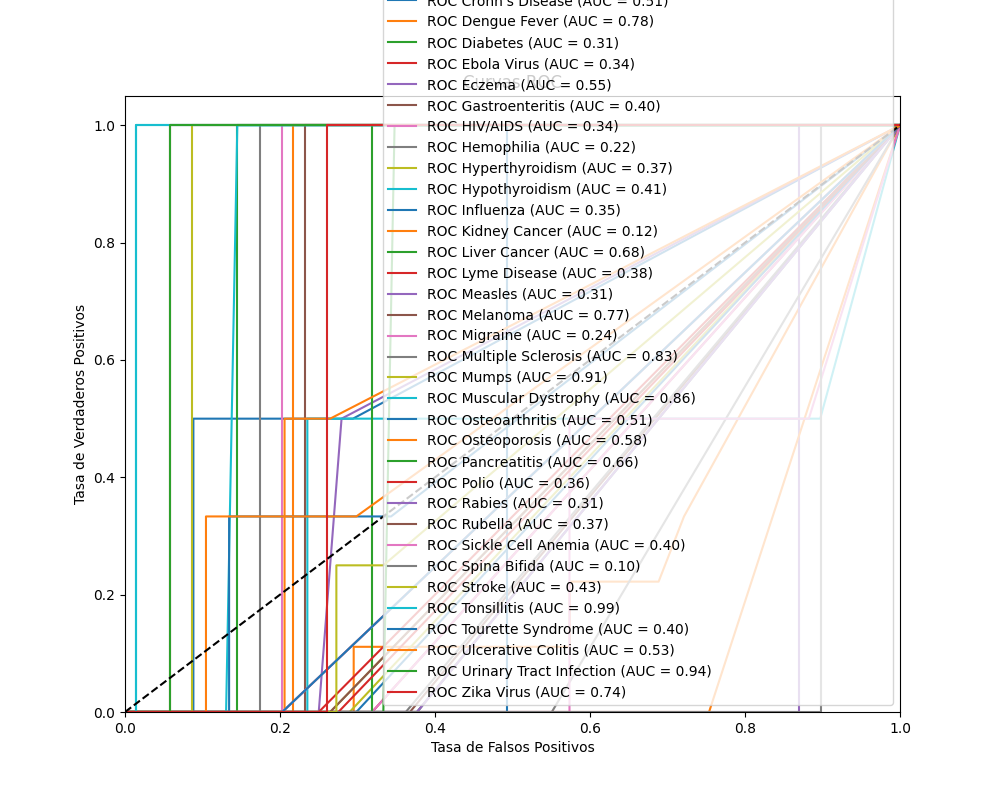 ROC Crohn's Disease (AUC = 0.51)
ROC Dengue Fever (AUC = 0.78)
ROC Diabetes (AUC = 0.31)
ROC Ebola Virus (AUC = 0.34)
Curvas ROC
ROC Eczema (AUC = 0.55)
ROC Gastroenteritis (AUC = 0.40)
ROC HIV/AIDS (AUC = 0.34)
ROC Hemophilia (AUC = 0.22)
ROC Hyperthyroidism (AUC = 0.37)
ROC Hypothyroidism (AUC = 0.41)
ROC Influenza (AUC = 0.35)
ROC Kidney Cancer (AUC = 0.12)
ROC Liver Cancer (AUC = 0.68)
ROC Lyme Disease (AUC = 0.38)
ROC Measles (AUC = 0.31)
ROC Melanoma (AUC = 0.77)
ROC Migraine (AUC = 0.24)
ROC Multiple Sclerosis (AUC = 0.83)
ROC Mumps (AUC = 0.91)
ROC Muscular Dystrophy (AUC = 0.86)
ROC Osteoarthritis (AUC = 0.51)
ROC Osteoporosis (AUC = 0.58)
ROC Pancreatitis (AUC = 0.66)
ROC Polio (AUC = 0.36)
ROC Rabies (AUC = 0.31)
ROC Rubella (AUC = 0.37)
ROC Sickle Cell Anemia (AUC = 0.40)
ROC Spina Bifida (AUC = 0.10)
ROC Stroke (AUC = 0.43)
ROC Tonsillitis (AUC = 0.99)
ROC Tourette Syndrome (AUC = 0.40)
ROC Ulcerative Colitis (AUC = 0.53)
ROC Urinary Tract Infection (AUC = 0.94)
ROC Zika Virus (AUC = 0.74)
Tasa de Verdaderos Positivos
1.0
0.8
0.6
0.4
0.2
0.0
0.0 0.2 0.4 0.6 0.8 1.0
Tasa de Falsos Positivos